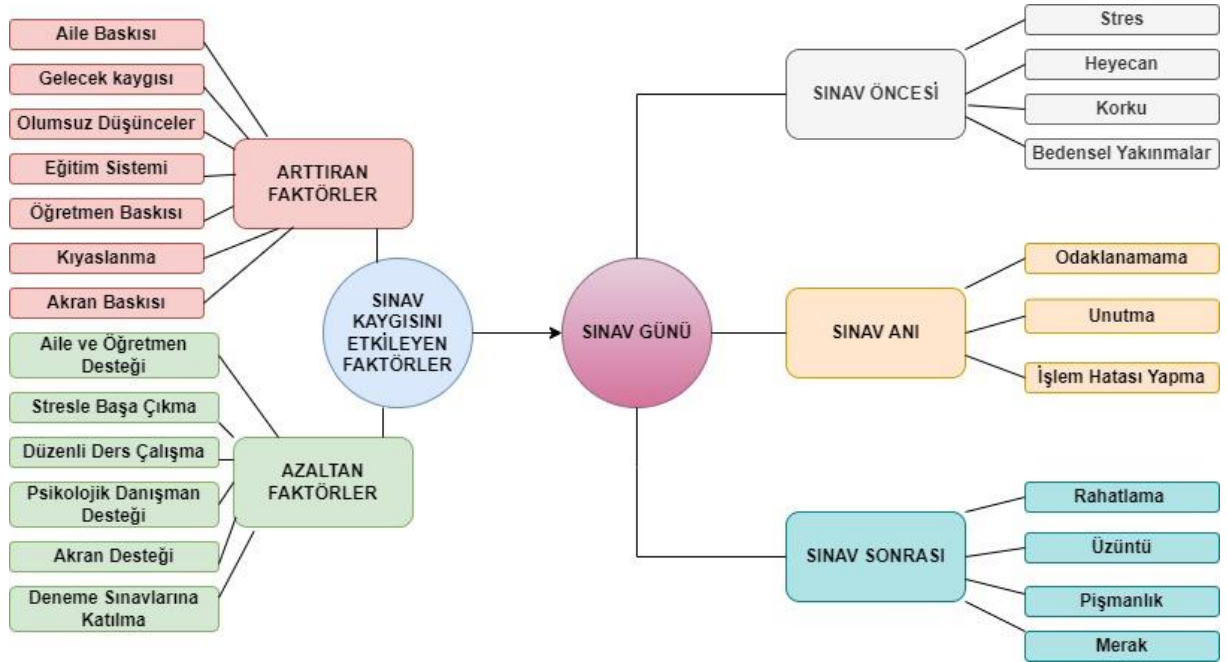 Aile Baskısı
Gelecek kaygısı
Olumsuz Düşünceler
Eğitim Sistemi
Öğretmen Baskısı
Kıyaslanma
Akran Baskısı
ARTTIRAN
FAKTÖRLER
Aile ve Öğretmen
Desteği
Stresle Başa Çıkma
Düzenli Ders Çalışma
Psikolojik Danışman
Desteği
Akran Desteği
Deneme Sınavlarına
Katılma
AZALTAN
FAKTÖRLER
SINAV
KAYGISINI
ETKİLEYEN
FAKTÖRLER
SINAV GÜNÜ
SINAV ÖNCESİ
Stres
Heyecan
Korku
Bedensel Yakınmalar
SINAV ANI
Odaklanamama
Unutma
İşlem Hatası Yapma
SINAV SONRASI
Rahatlama
Üzüntü
Pişmanlık
Merak